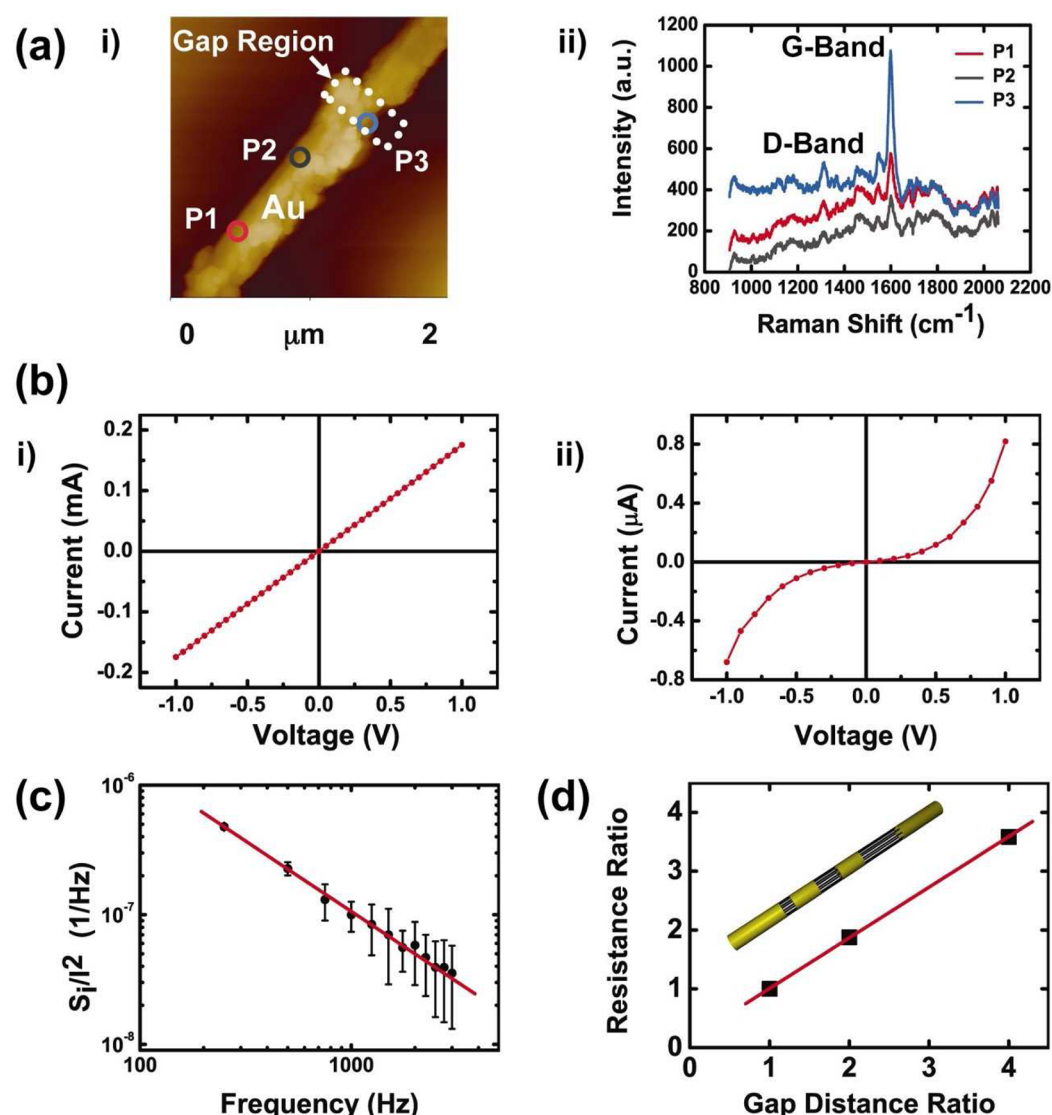 (a)
i)
Gap Region
P2
P3
P1
Au
0 μm 2
ii)
Intensity (a.u.)
1200
1000
800
600
400
200
0
G-Band
D-Band
P1
P2
P3
800 1000 1200 1400 1600 1800 2000 2200
Raman Shift (cm⁻¹)
(b)
i)
Current (mA)
0.2
0.1
0.0
-0.1
-0.2
-1.0 -0.5 0.0 0.5 1.0
Voltage (V)
ii)
Current (μA)
0.8
0.4
0.0
-0.4
-0.8
-1.0 -0.5 0.0 0.5 1.0
Voltage (V)
(c)
Sᵢ/I² (1/Hz)
10⁻⁶
10⁻⁷
10⁻⁸
100 1000
Frequency (Hz)
(d)
Resistance Ratio
4
3
2
1
0
1 2 3 4
Gap Distance Ratio